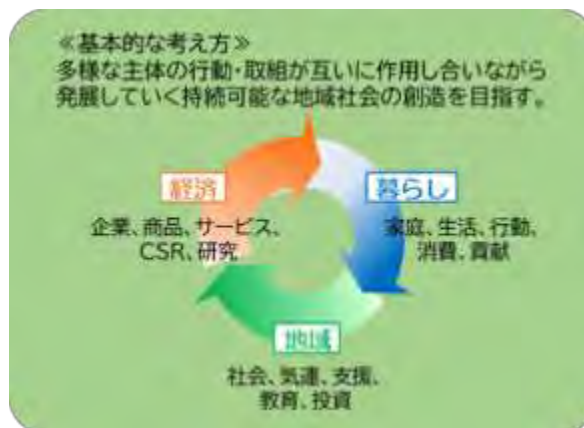 ≪基本的な考え方≫
多様な主体の行動・取組が互いに作用し合いながら
発展していく持続可能な地域社会の創造を目指す。
経済
暮らし
企業、商品、サービス、
CSR、研究
家庭、生活、行動、
消費、貢献
地域
社会、気運、支援、
教育、投資